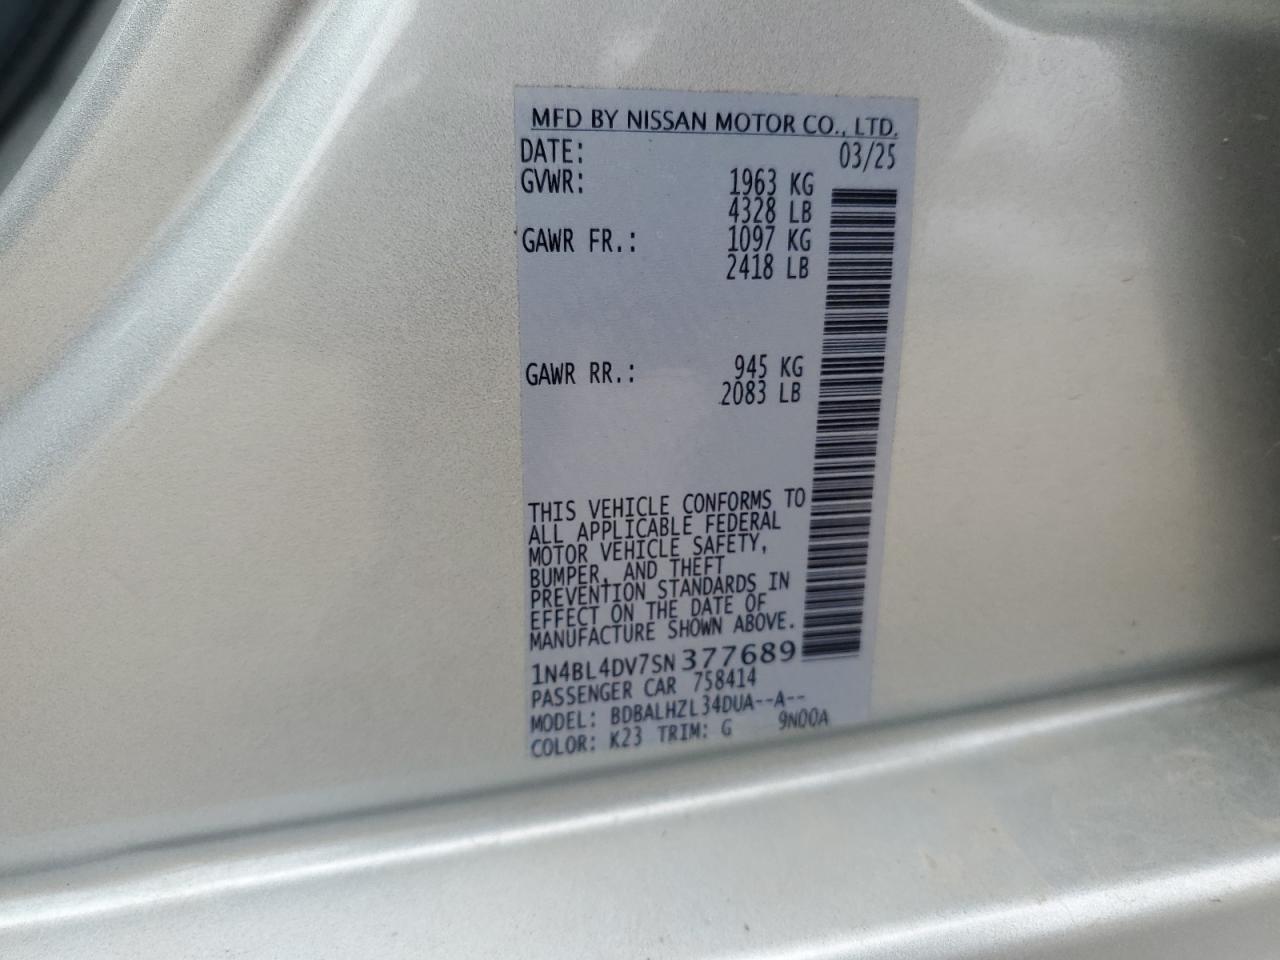 MFD BY NISSAN MOTOR CO., LTD.
DATE: 03/25
GVWR: 1963 KG
4328 LB
GAWR FR.: 1097 KG
2418 LB
GAWR RR.: 945 KG
2083 LB
THIS VEHICLE CONFORMS TO
ALL APPLICABLE FEDERAL
MOTOR VEHICLE SAFETY,
BUMPER, AND THEFT
PREVENTION STANDARDS IN
EFFECT ON THE DATE OF
MANUFACTURE SHOWN ABOVE.
1N4BL4DV7SN377689
PASSENGER CAR 758414
MODEL: BDBALHZL34DUA--A--
COLOR: K23 TRIM: G 9N00A